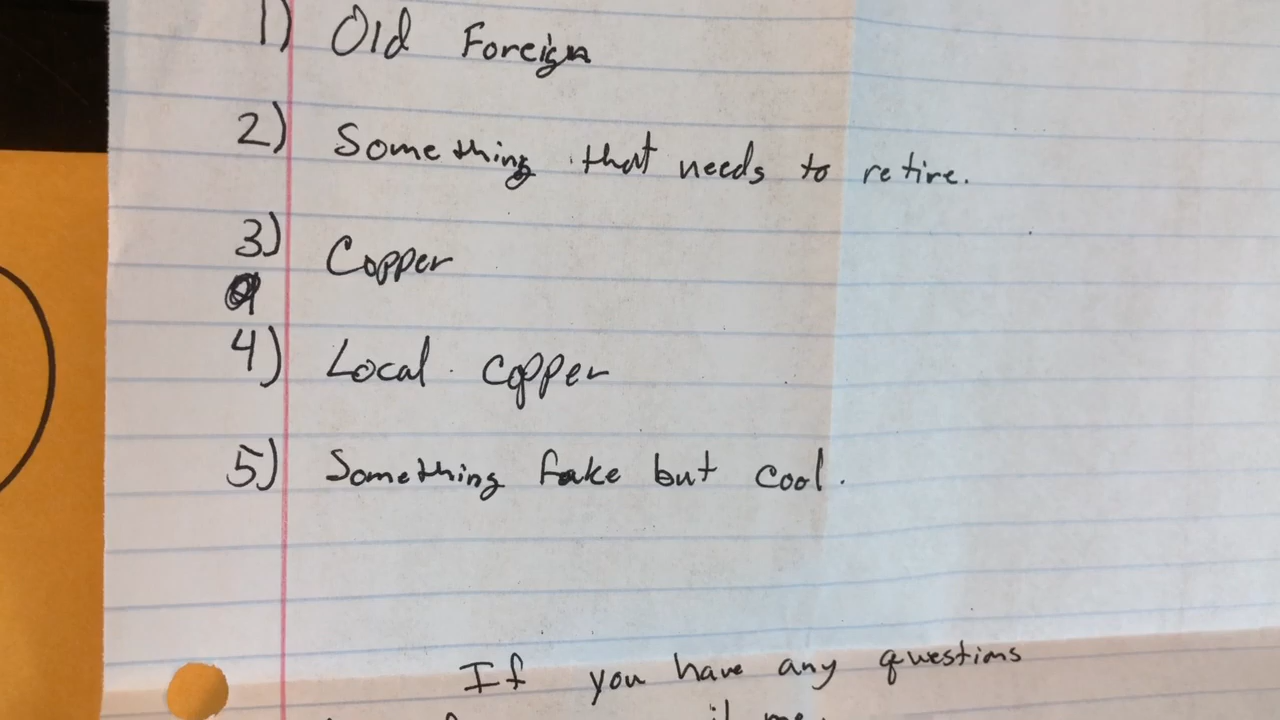 1) Old Foreign
2) Something that needs to retire.
3) Copper
4) Local copper
5) Something fake but cool.
If you have any questions
me